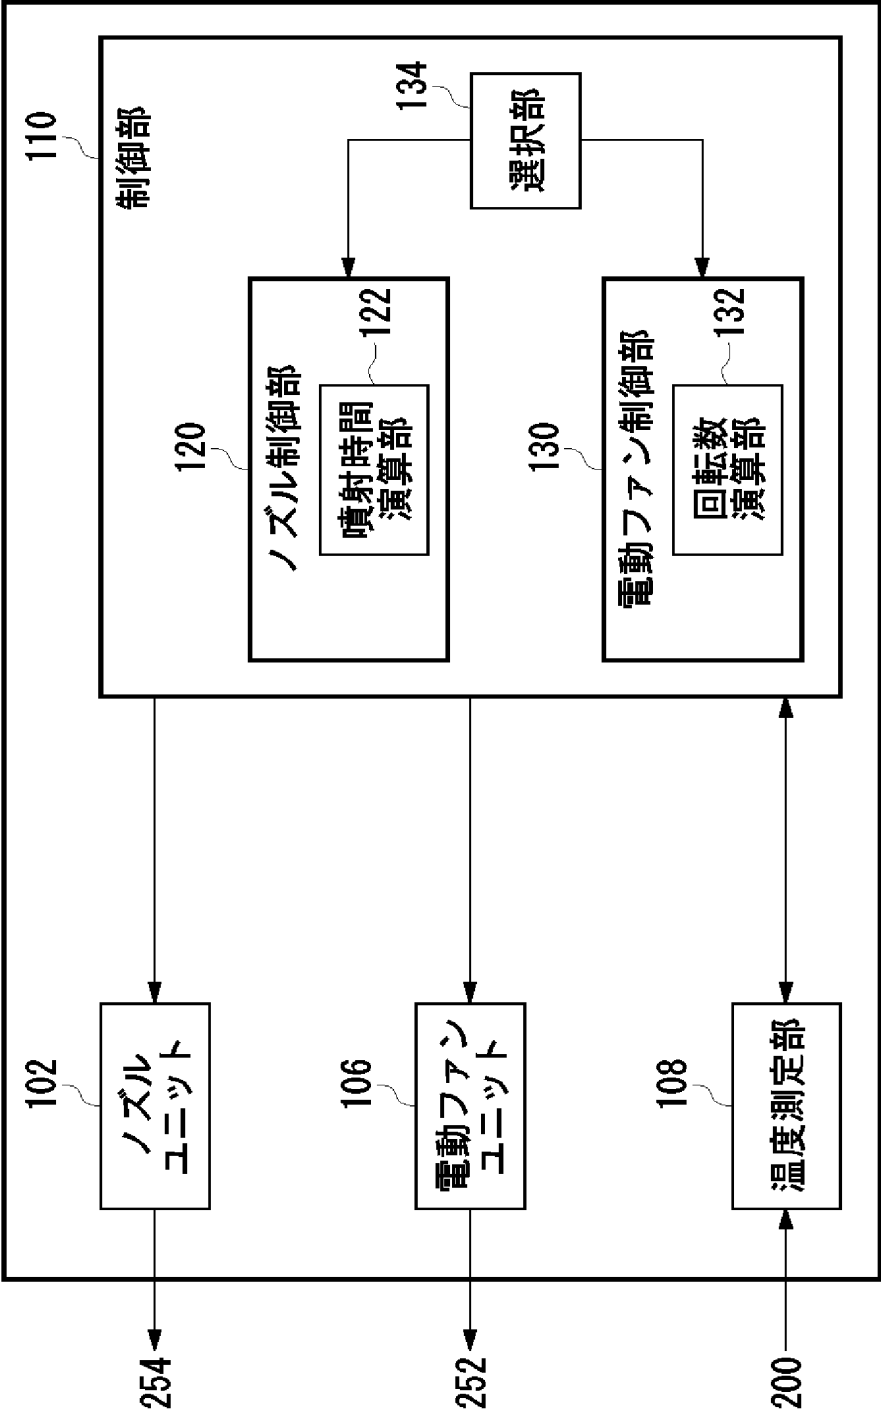 102
110
制御部
254
ノズル
ユニット
120
ノズル制御部
122
噴射時間
演算部
134
選択部
106
252
電動ファン
ユニット
130
電動ファン制御部
132
回転数
演算部
108
200
温度測定部